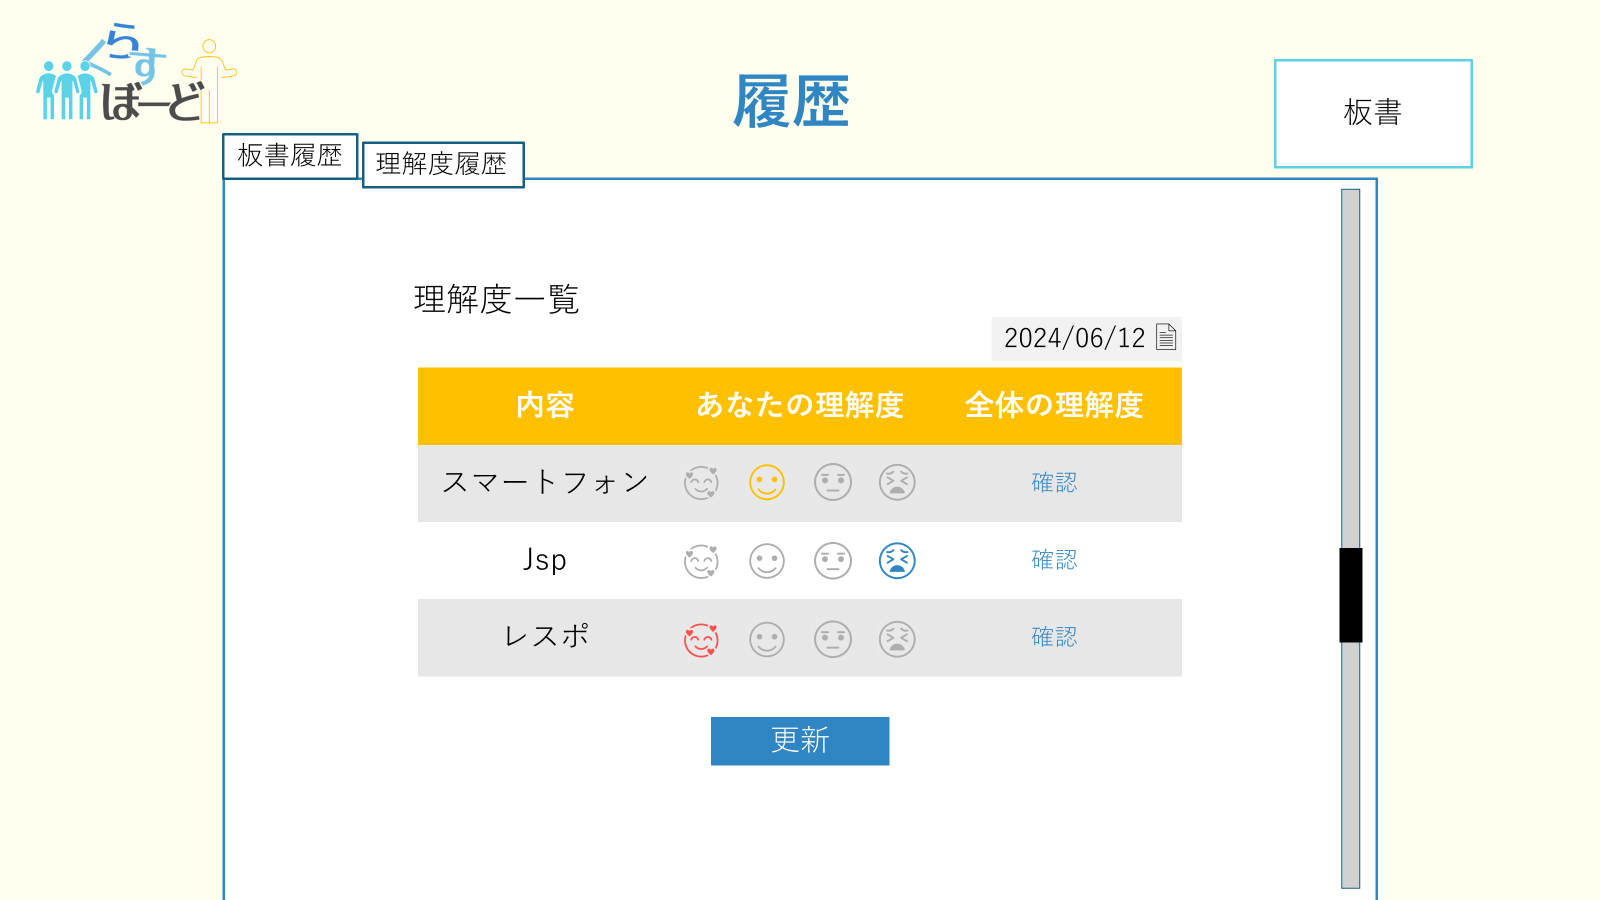 くらす
ぼーど
履歴
板書
板書履歴
理解度履歴
理解度一覧
2024/06/12
内容 あなたの理解度 全体の理解度
スマートフォン 確認
Jsp 確認
レスポ 確認
更新